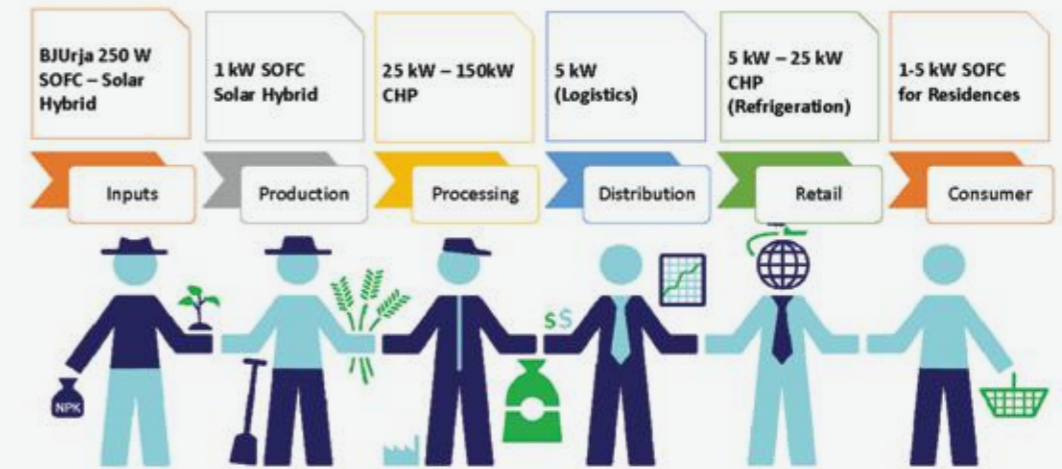 BJUrja 250 W
SOFC – Solar
Hybrid
1 kW SOFC
Solar Hybrid
25 kW – 150kW
CHP
5 kW
(Logistics)
5 kW – 25 kW
CHP
(Refrigeration)
1-5 kW SOFC
for Residences
Inputs
Production
Processing
Distribution
Retail
Consumer
$ $
NPK